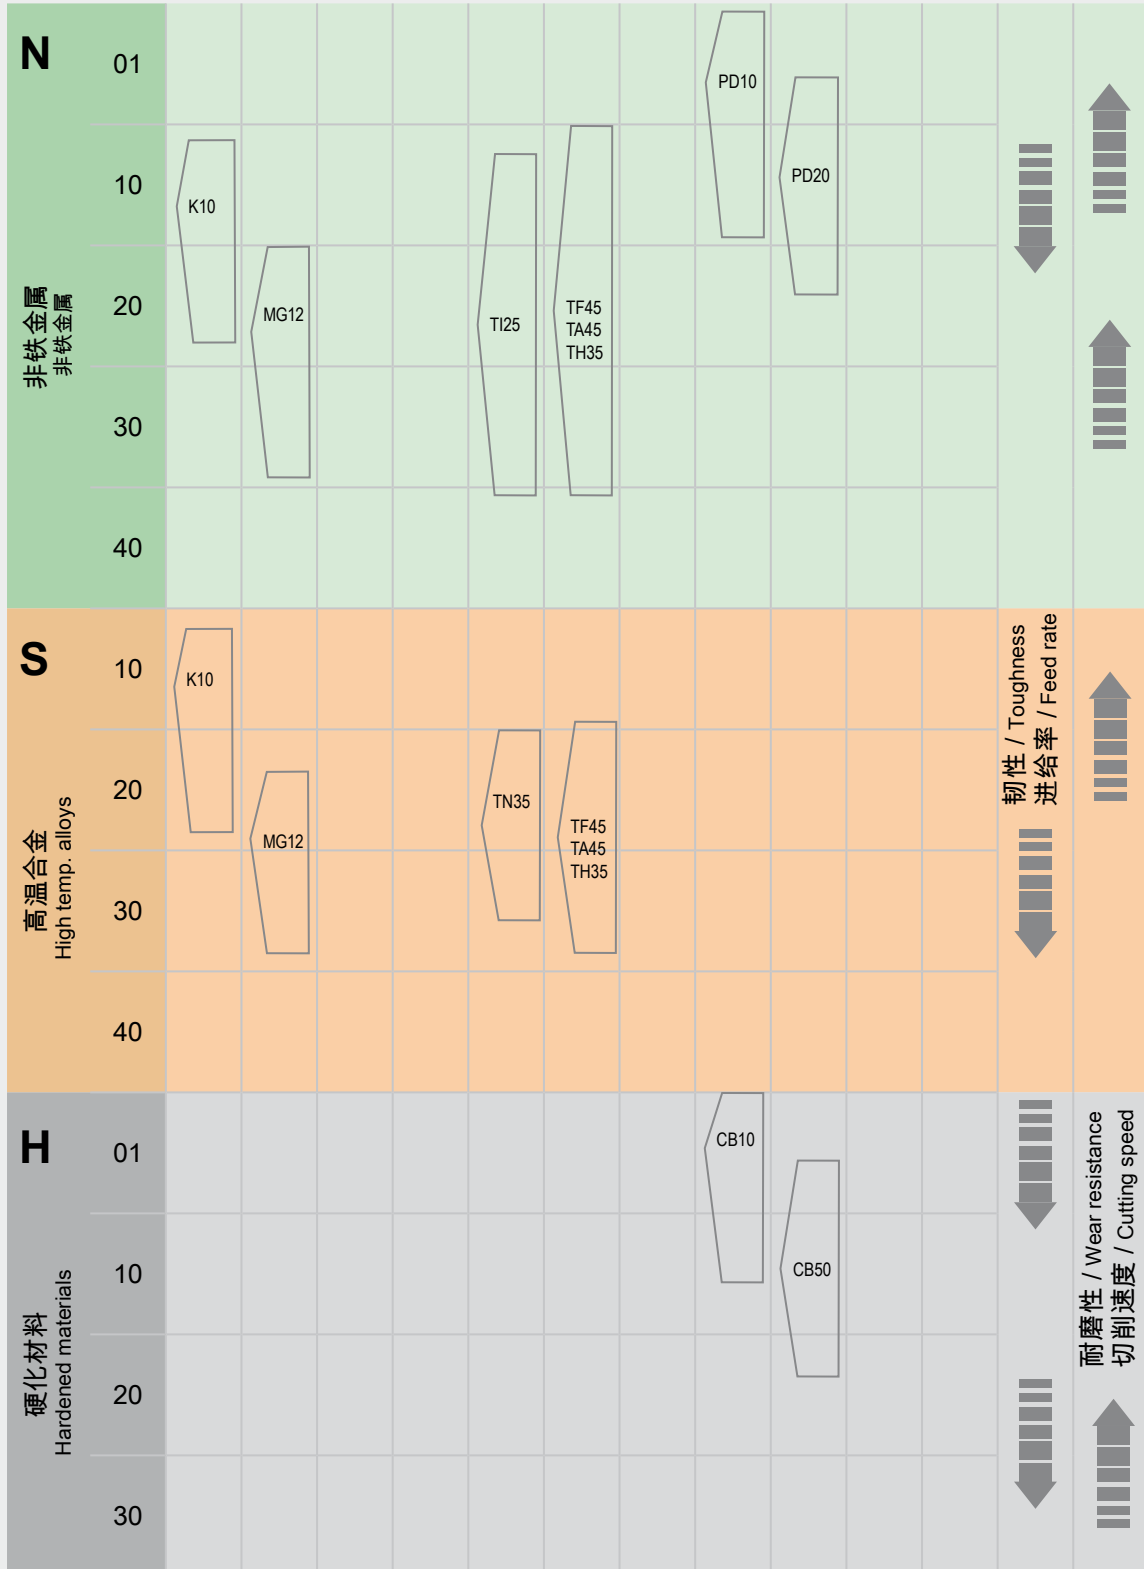 N
01
10
20
30
40
非铁金属
非铁金属
K10
MG12
TI25
TF45
TA45
TH35
PD10
PD20
S
10
20
30
40
高温合金
High temp. alloys
K10
MG12
TN35
TF45
TA45
TH35
韧性 / Toughness
进给率 / Feed rate
H
01
10
20
30
硬化材料
Hardened materials
CB10
CB50
耐磨性 / Wear resistance
切削速度 / Cutting speed